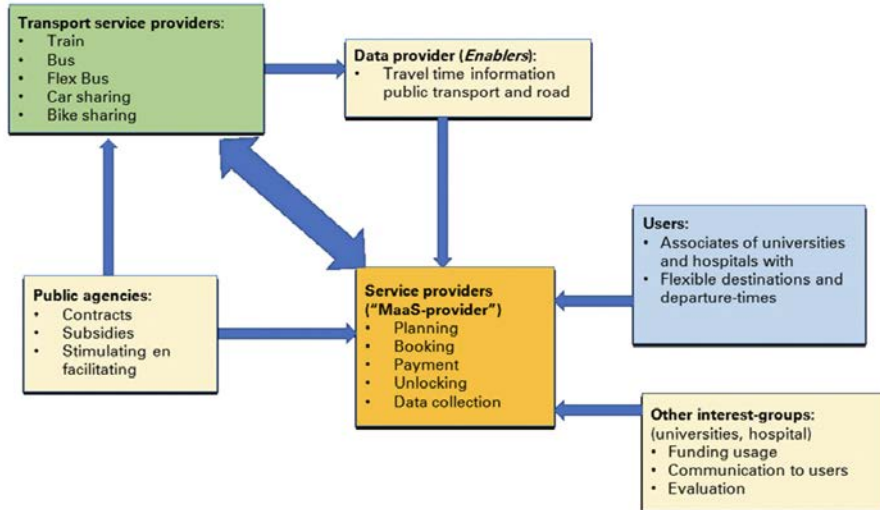 Transport service providers:
• Train
• Bus
• Flex Bus
• Car sharing
• Bike sharing
Data provider (Enablers):
• Travel time information
public transport and road
Users:
• Associates of universities
and hospitals with
• Flexible destinations and
departure-times
Public agencies:
• Contracts
• Subsidies
• Stimulating en
facilitating
Service providers
("MaaS-provider")
• Planning
• Booking
• Payment
• Unlocking
• Data collection
Other interest-groups:
(universities, hospital)
• Funding usage
• Communication to users
• Evaluation